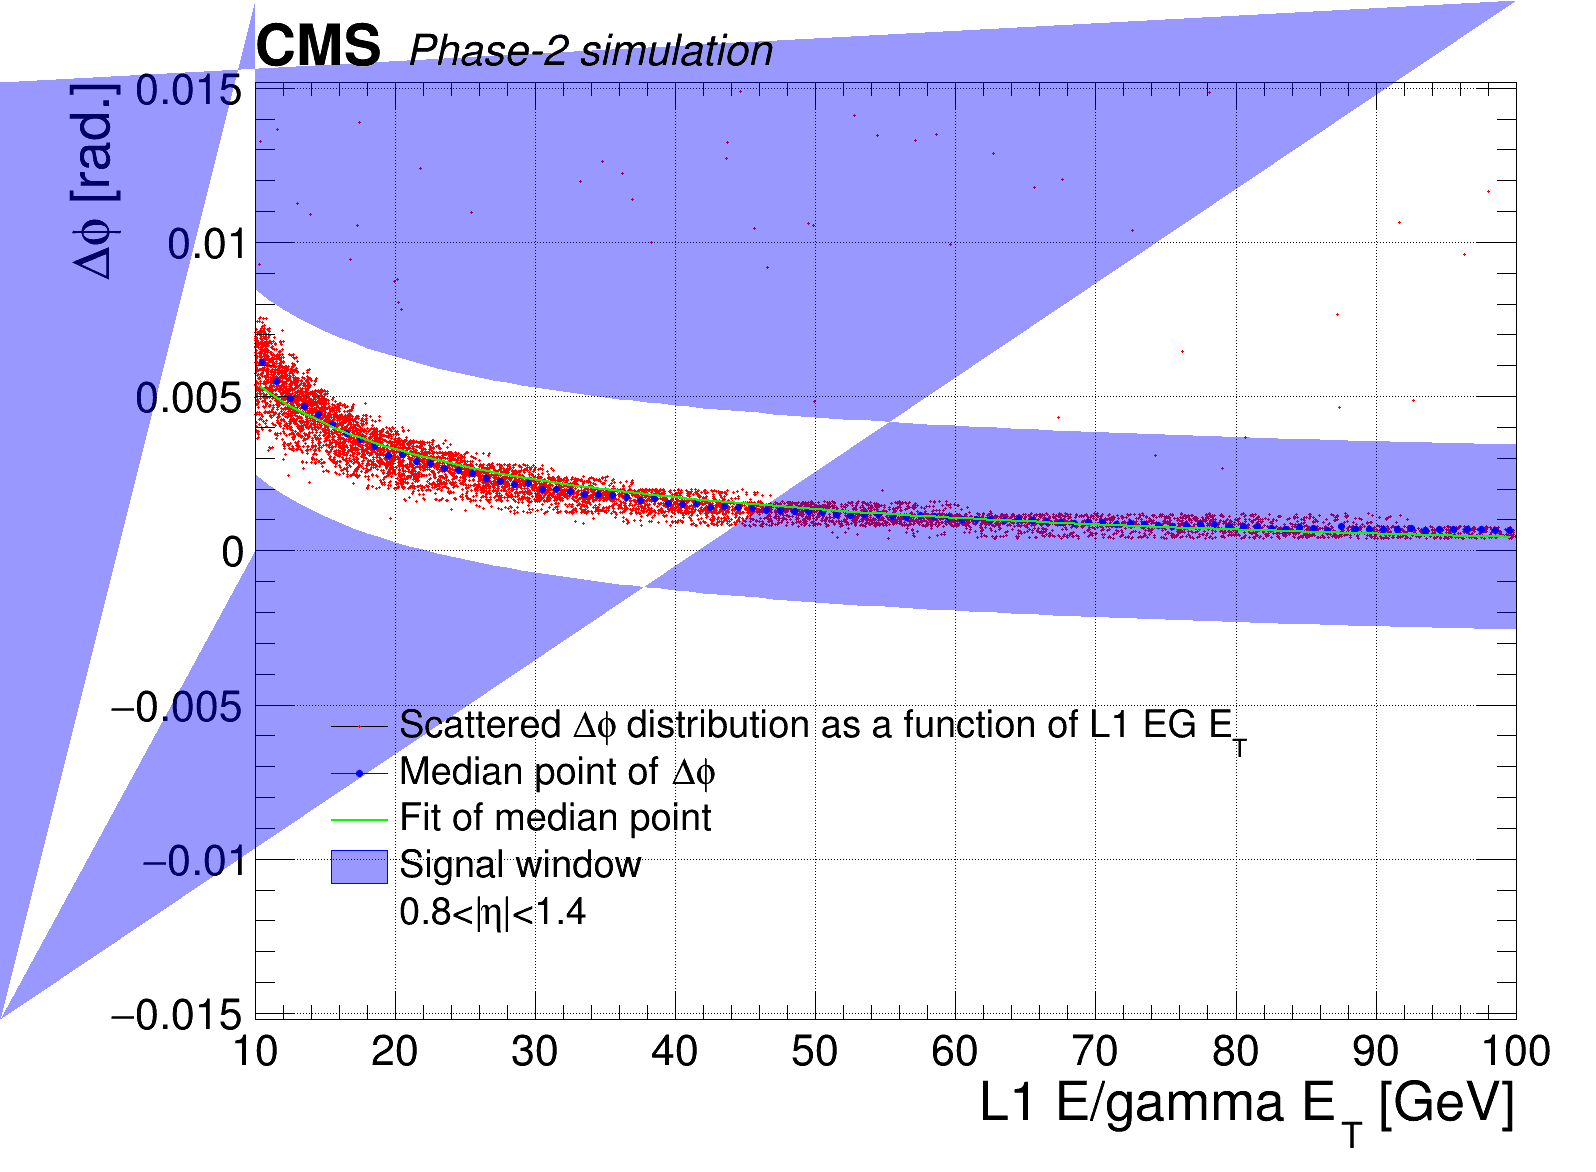 CMS Phase-2 simulation
Δϕ [rad.]
0.015
0.01
0.005
0
−0.005
−0.01
−0.015
Scattered Δϕ distribution as a function of L1 EG E_T
Median point of Δϕ
Fit of median point
Signal window
0.8<|η|<1.4
10 20 30 40 50 60 70 80 90 100
L1 E/gamma E_T [GeV]